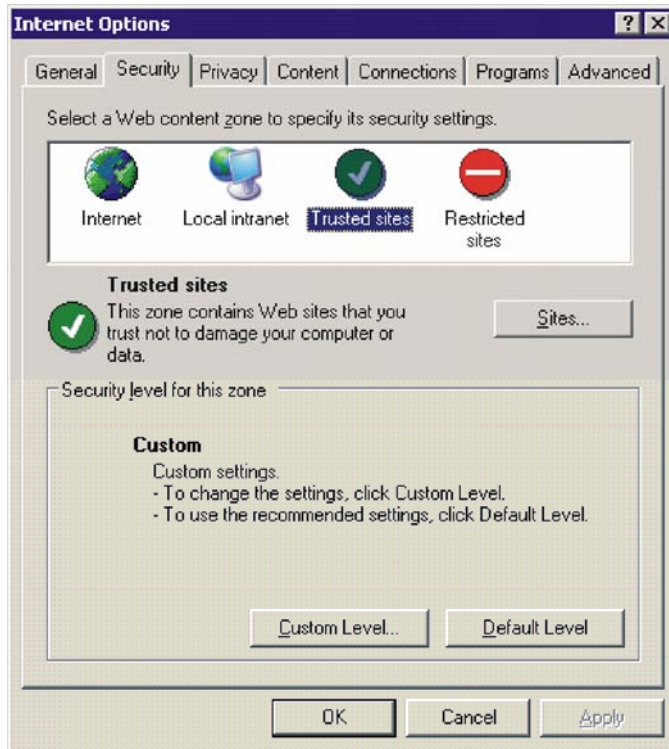 Internet Options
? X
General Security Privacy Content Connections Programs Advanced
Select a Web content zone to specify its security settings.
Internet Local intranet Trusted sites Restricted
sites
Trusted sites
This zone contains Web sites that you
trust not to damage your computer or
data.
Sites...
Security level for this zone
Custom
Custom settings.
- To change the settings, click Custom Level.
- To use the recommended settings, click Default Level.
Custom Level... Default Level
OK Cancel Apply